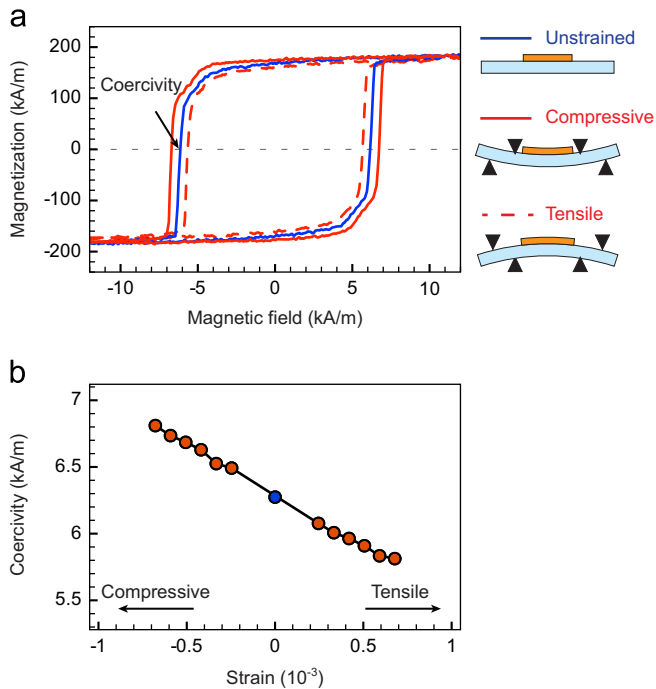 a
200
100
0
-100
-200
Magnetization (kA/m)
Coercivity
-10
-5
0
5
10
Magnetic field (kA/m)
Unstrained
Compressive
Tensile
b
7
6.5
6
5.5
Coercivity (kA/m)
Compressive
Tensile
-1
-0.5
0
0.5
1
Strain (10⁻³)